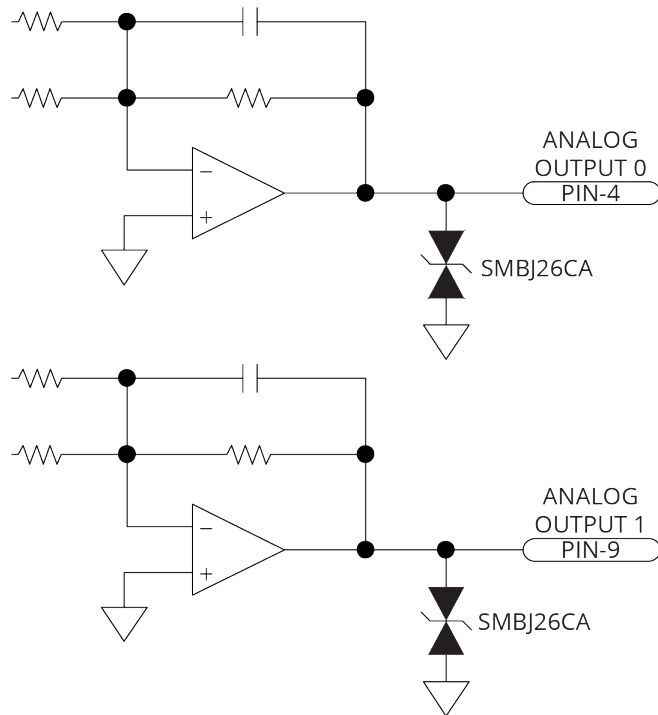 ANALOG
OUTPUT 0
PIN-4
−
+
SMBJ26CA
ANALOG
OUTPUT 1
PIN-9
−
+
SMBJ26CA